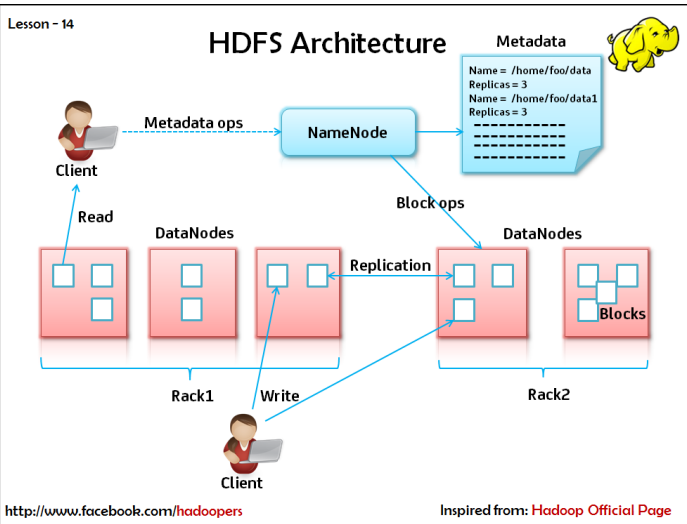 Lesson - 14
HDFS Architecture
Metadata
Name = /home/foo/data
Replicas = 3
Name = /home/foo/data1
Replicas = 3
Metadata ops
NameNode
Client
Read
Block ops
DataNodes
DataNodes
Replication
Blocks
Rack1
Write
Rack2
Client
http://www.facebook.com/hadoopers
Inspired from: Hadoop Official Page